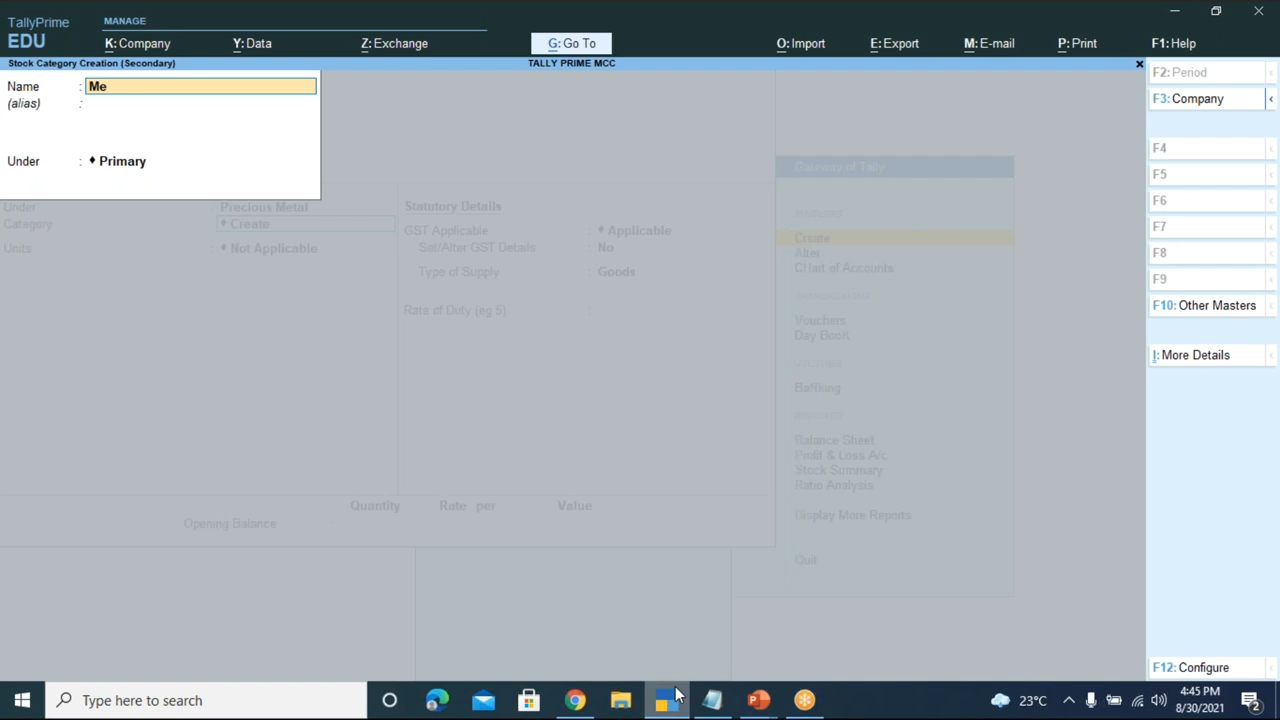 TallyPrime
EDU
MANAGE
K: Company
Y: Data
Z: Exchange
G: Go To
O: Import
E: Export
M: E-mail
P: Print
F1: Help
Stock Category Creation (Secondary)
TALLY PRIME MCC
×
Name : Me
(alias) :
Under : ♦ Primary
Under : Precious Metal
Category : ♦ Create
Units : ♦ Not Applicable
Statutory Details
GST Applicable : ♦ Applicable
Set/Alter GST Details : No
Type of Supply : Goods
Rate of Duty (eg 5) :
Quantity Rate per Value
Opening Balance :
Gateway of Tally
Create
Alter
CHart of Accounts
Vouchers
Day BooK
BaNking
Balance Sheet
Profit & Loss A/c
Stock Summary
Ratio Analysis
Display More Reports
Quit
F2: Period
F3: Company
F4
F5
F6
F7
F8
F9
F10: Other Masters
I: More Details
F12: Configure
Type here to search
23°C
4:45 PM
8/30/2021
2